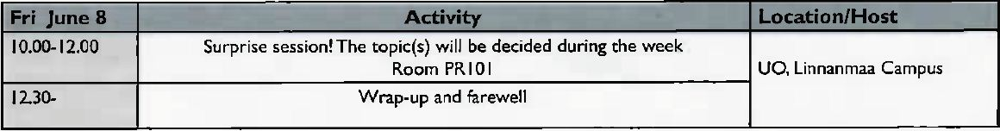 Fri June 8 Activity Location/Host
10.00-12.00 Surprise session! The topic(s) will be decided during the week
Room PR101
UO, Linnanmaa Campus
12.30- Wrap-up and farewell